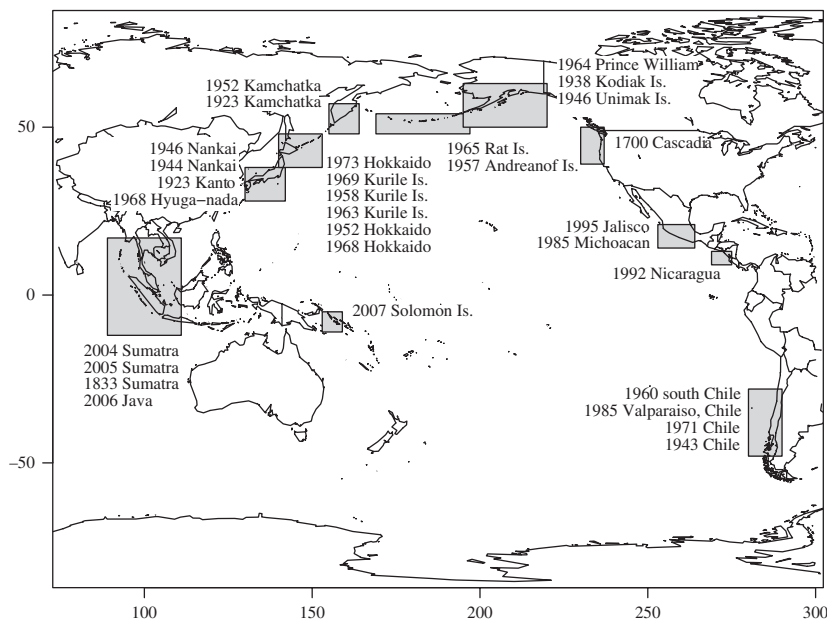 1964 Prince William
1938 Kodiak Is.
1946 Unimak Is.
1952 Kamchatka
1923 Kamchatka
50
1946 Nankai
1944 Nankai
1923 Kanto
1968 Hyuga-nada
1973 Hokkaido
1969 Kurile Is.
1958 Kurile Is.
1963 Kurile Is.
1952 Hokkaido
1968 Hokkaido
1965 Rat Is.
1957 Andreanof Is.
1700 Cascadia
1995 Jalisco
1985 Michoacan
1992 Nicaragua
0
2007 Solomon Is.
2004 Sumatra
2005 Sumatra
1833 Sumatra
2006 Java
1960 south Chile
1985 Valparaiso, Chile
1971 Chile
1943 Chile
−50
100 150 200 250 300